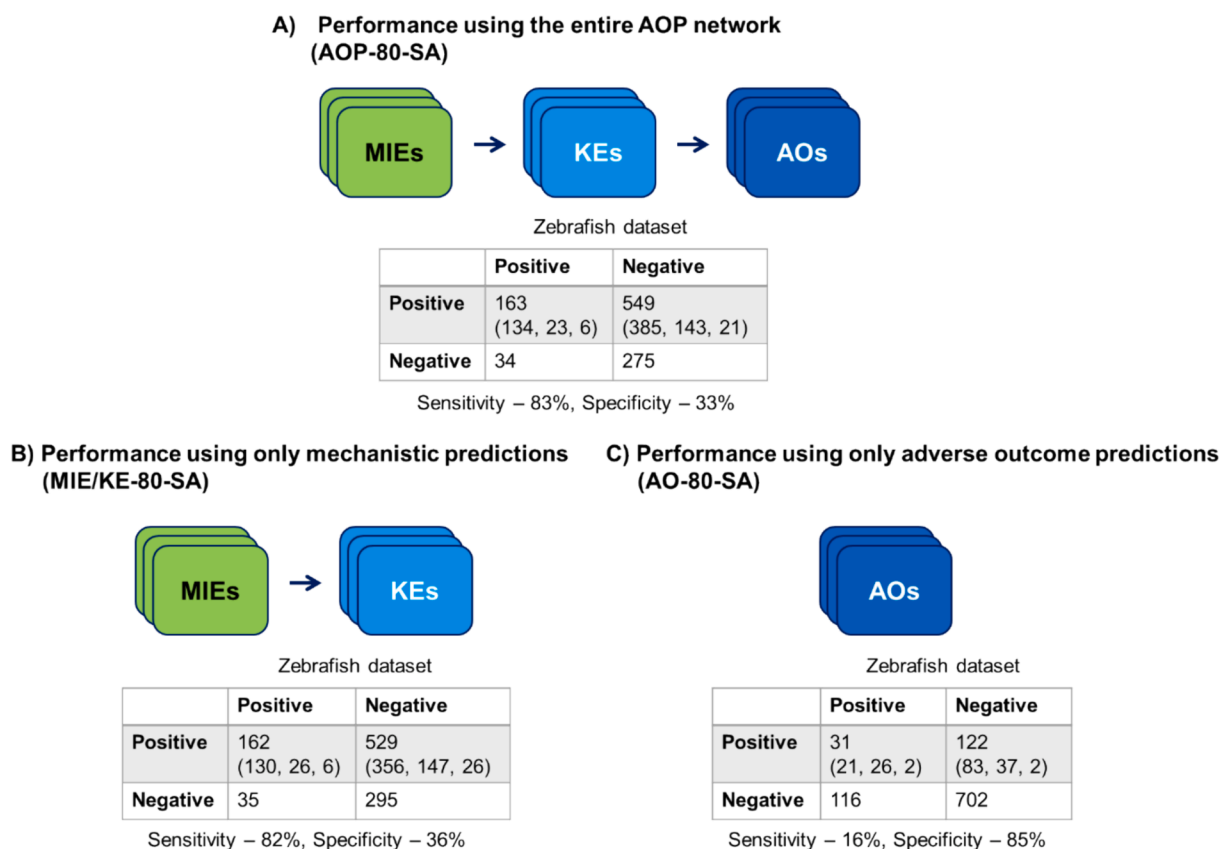 A) Performance using the entire AOP network
(AOP-80-SA)
MIEs
KEs
AOs
Zebrafish dataset
Positive Negative
Positive 163 549
(134, 23, 6) (385, 143, 21)
Negative 34 275
Sensitivity – 83%, Specificity – 33%
B) Performance using only mechanistic predictions
(MIE/KE-80-SA)
MIEs
KEs
Zebrafish dataset
Positive Negative
Positive 162 529
(130, 26, 6) (356, 147, 26)
Negative 35 295
Sensitivity – 82%, Specificity – 36%
C) Performance using only adverse outcome predictions
(AO-80-SA)
AOs
Zebrafish dataset
Positive Negative
Positive 31 122
(21, 26, 2) (83, 37, 2)
Negative 116 702
Sensitivity – 16%, Specificity – 85%